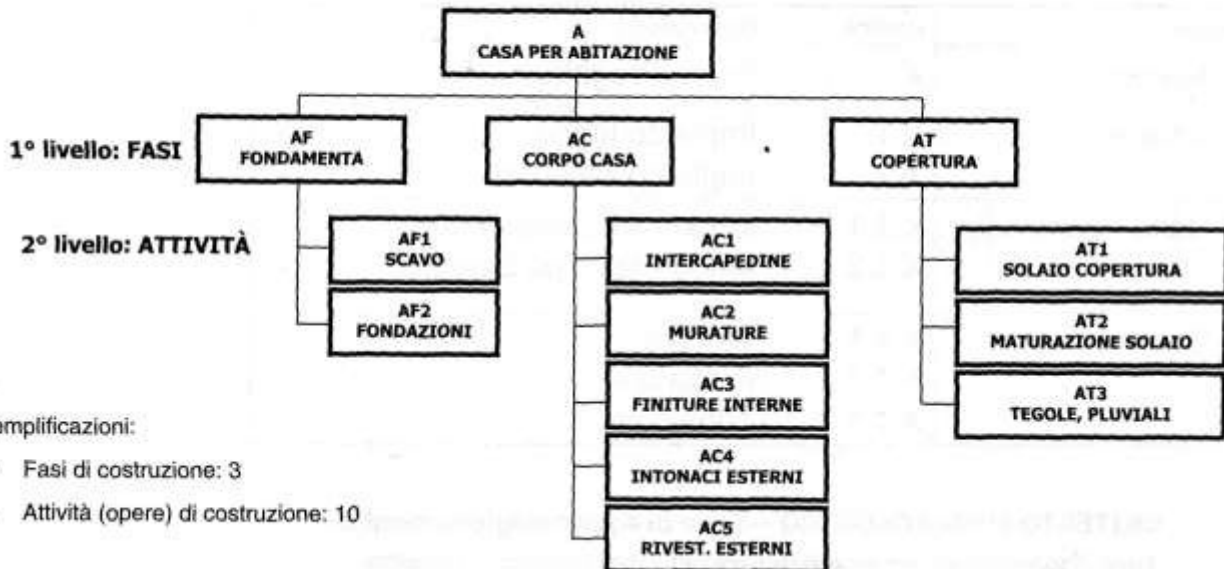 A
CASA PER ABITAZIONE
1° livello: FASI
AF
FONDAMENTA
AC
CORPO CASA
AT
COPERTURA
2° livello: ATTIVITÀ
AF1
SCAVO
AF2
FONDAZIONI
AC1
INTERCAPEDINE
AC2
MURATURE
AC3
FINITURE INTERNE
AC4
INTONACI ESTERNI
AC5
RIVEST. ESTERNI
AT1
SOLAIO COPERTURA
AT2
MATURAZIONE SOLAIO
AT3
TEGOLE, PLUVIALI
emplificazioni:
Fasi di costruzione: 3
Attività (opere) di costruzione: 10